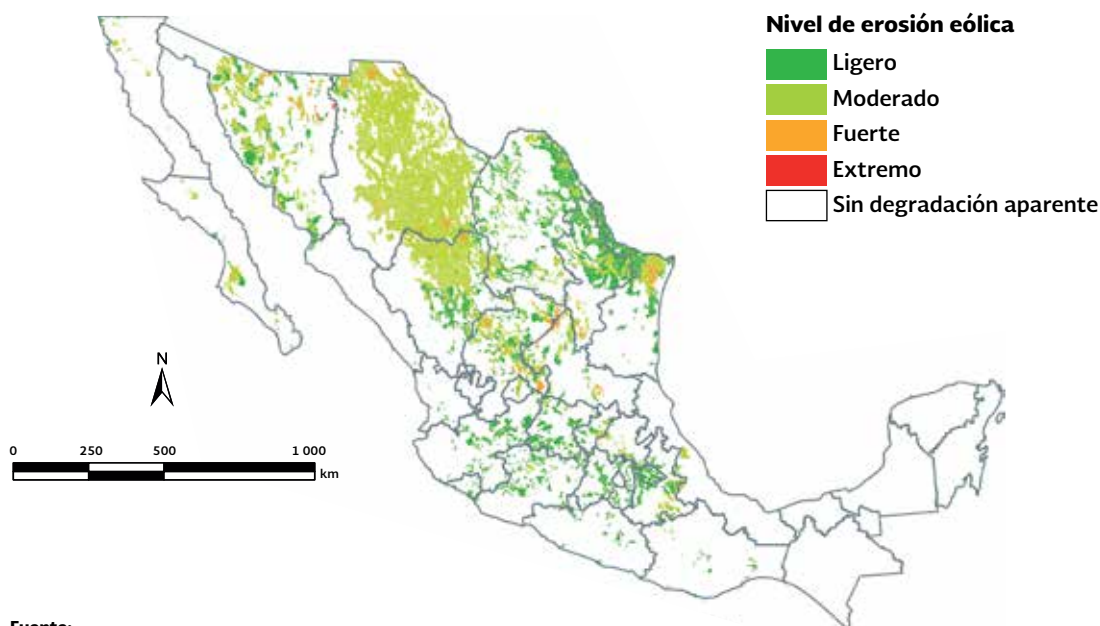 Nivel de erosión eólica
Ligero
Moderado
Fuerte
Extremo
Sin degradación aparente
N
0 250 500 1 000
km
Fuente: